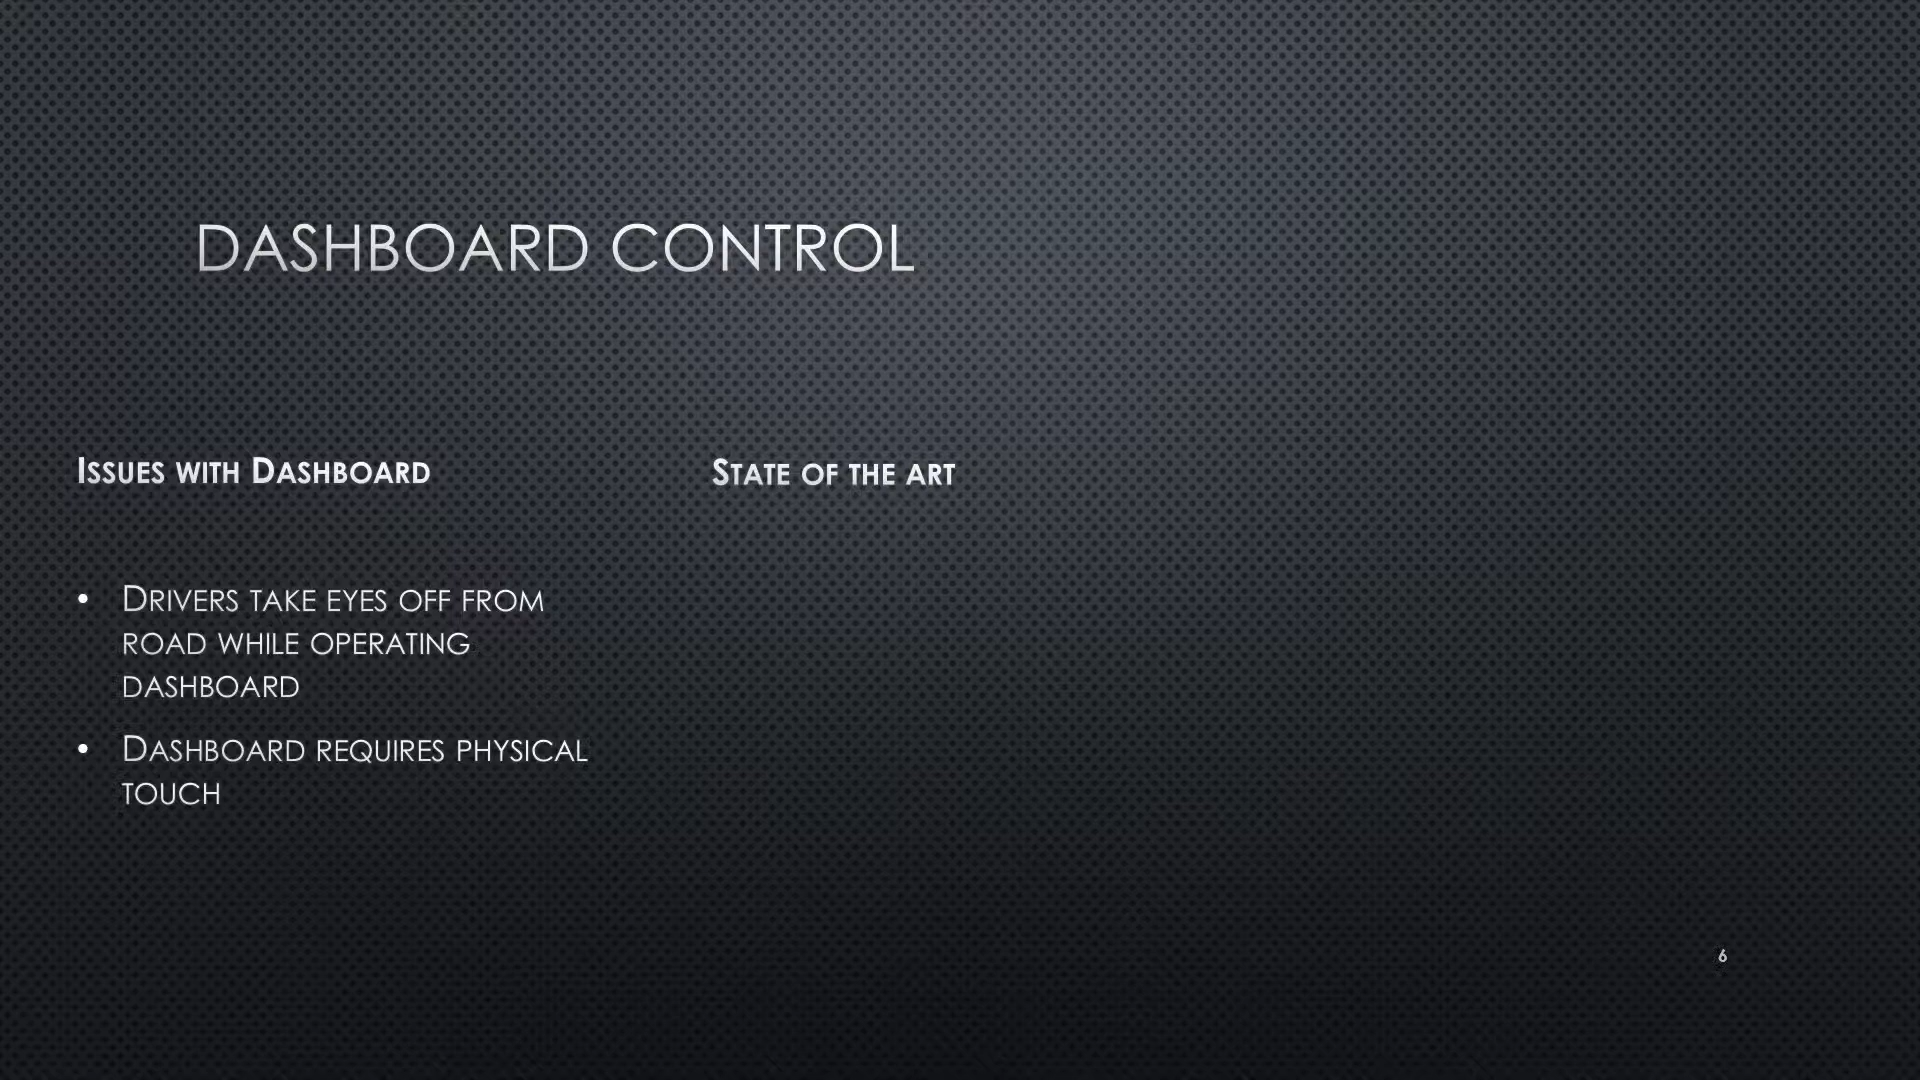 DASHBOARD CONTROL
Issues with Dashboard
State of the art
• Drivers take eyes off from
road while operating
dashboard
• Dashboard requires physical
touch
6